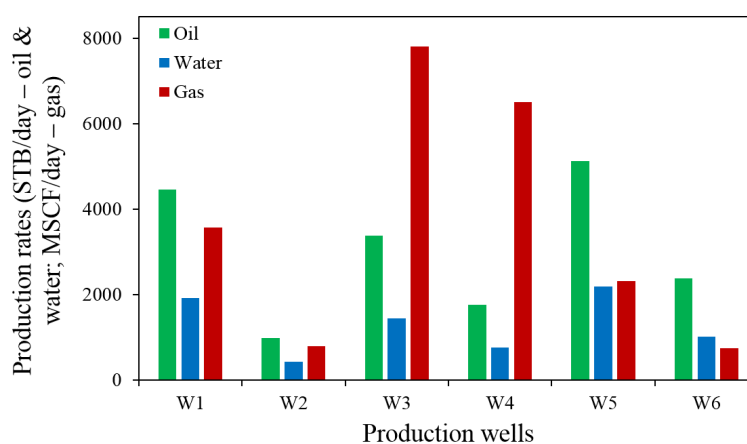 Production rates (STB/day – oil &
water; MSCF/day – gas)
8000
6000
4000
2000
0
Oil
Water
Gas
W1 W2 W3 W4 W5 W6
Production wells